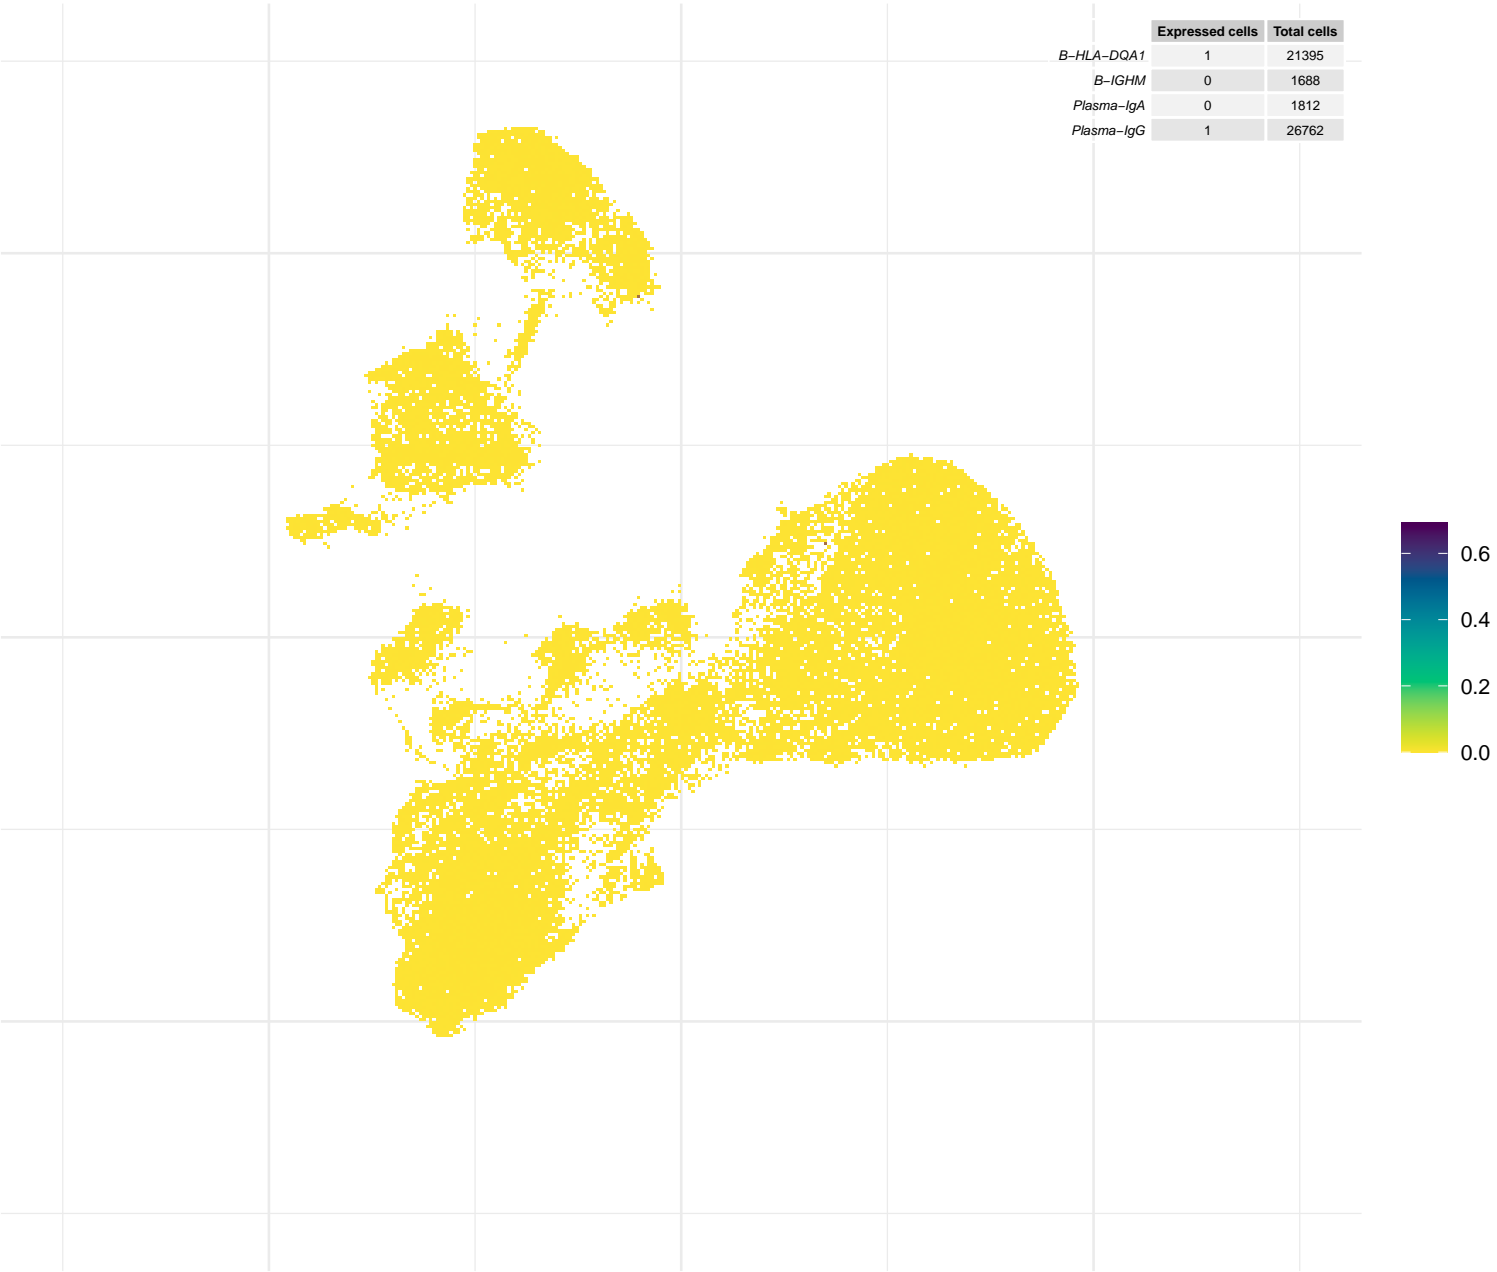 Expressed cells Total cells
B−HLA−DQA1 1 21395
B−IGHM 0 1688
Plasma−IgA 0 1812
Plasma−IgG 1 26762
0.6
0.4
0.2
0.0